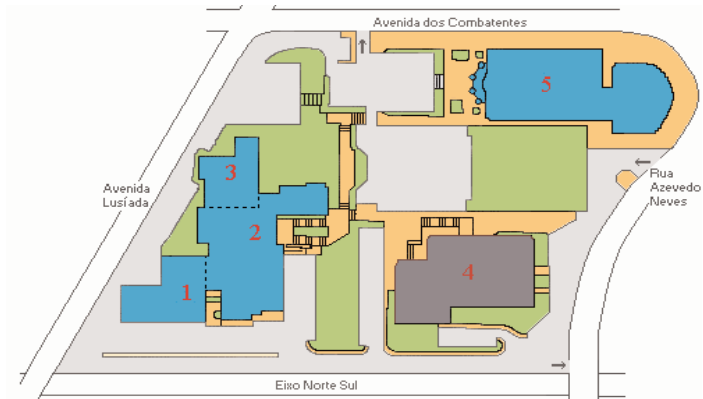 Avenida dos Combatentes
5
3
Avenida
Lusíada
Rua
Azevedo
Neves
2
4
1
Eixo Norte Sul